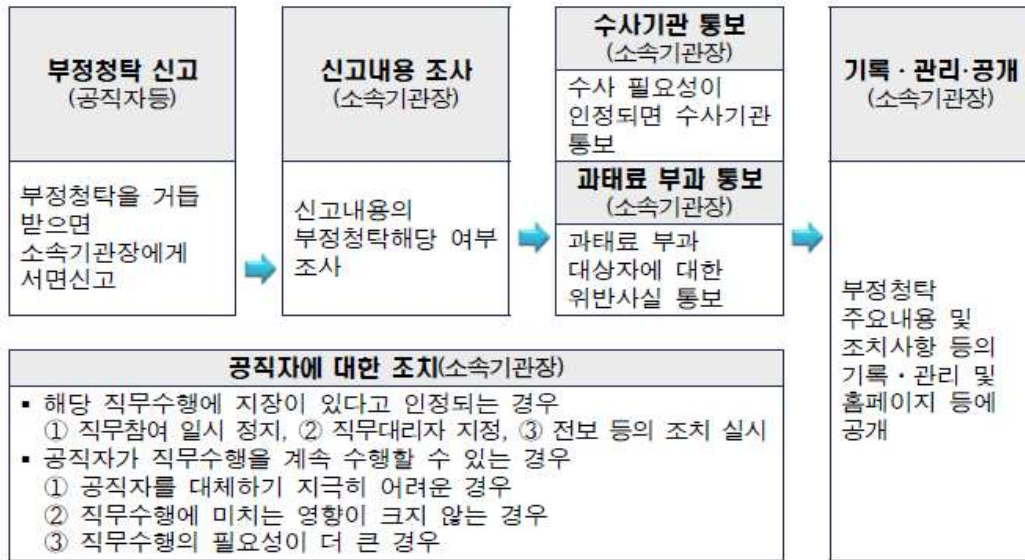 부정청탁 신고
(공직자등)
부정청탁을 거듭
받으면
소속기관장에게
서면신고
신고내용 조사
(소속기관장)
신고내용의
부정청탁해당 여부
조사
수사기관 통보
(소속기관장)
수사 필요성이
인정되면 수사기관
통보
과태료 부과 통보
(소속기관장)
과태료 부과
대상자에 대한
위반사실 통보
기록·관리·공개
(소속기관장)
부정청탁
주요내용 및
조치사항 등의
기록·관리 및
홈페이지 등에
공개
공직자에 대한 조치(소속기관장)
▪ 해당 직무수행에 지장이 있다고 인정되는 경우
① 직무참여 일시 정지, ② 직무대리자 지정, ③ 전보 등의 조치 실시
▪ 공직자가 직무수행을 계속 수행할 수 있는 경우
① 공직자를 대체하기 지극히 어려운 경우
② 직무수행에 미치는 영향이 크지 않는 경우
③ 직무수행의 필요성이 더 큰 경우